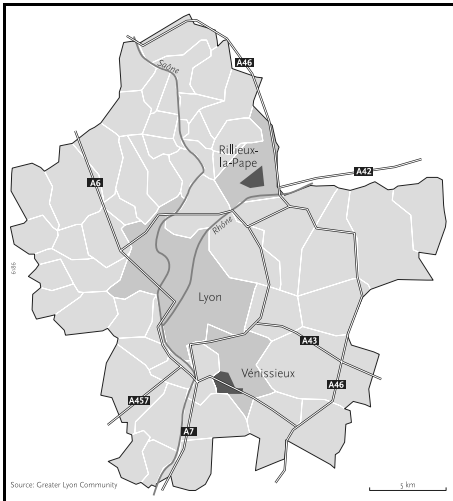 A46
Saône
Rillieux-
la-Pape
A42
A6
Rhône
Lyon
A43
Vénissieux
A46
A457
A7
Source: Greater Lyon Community
5 km